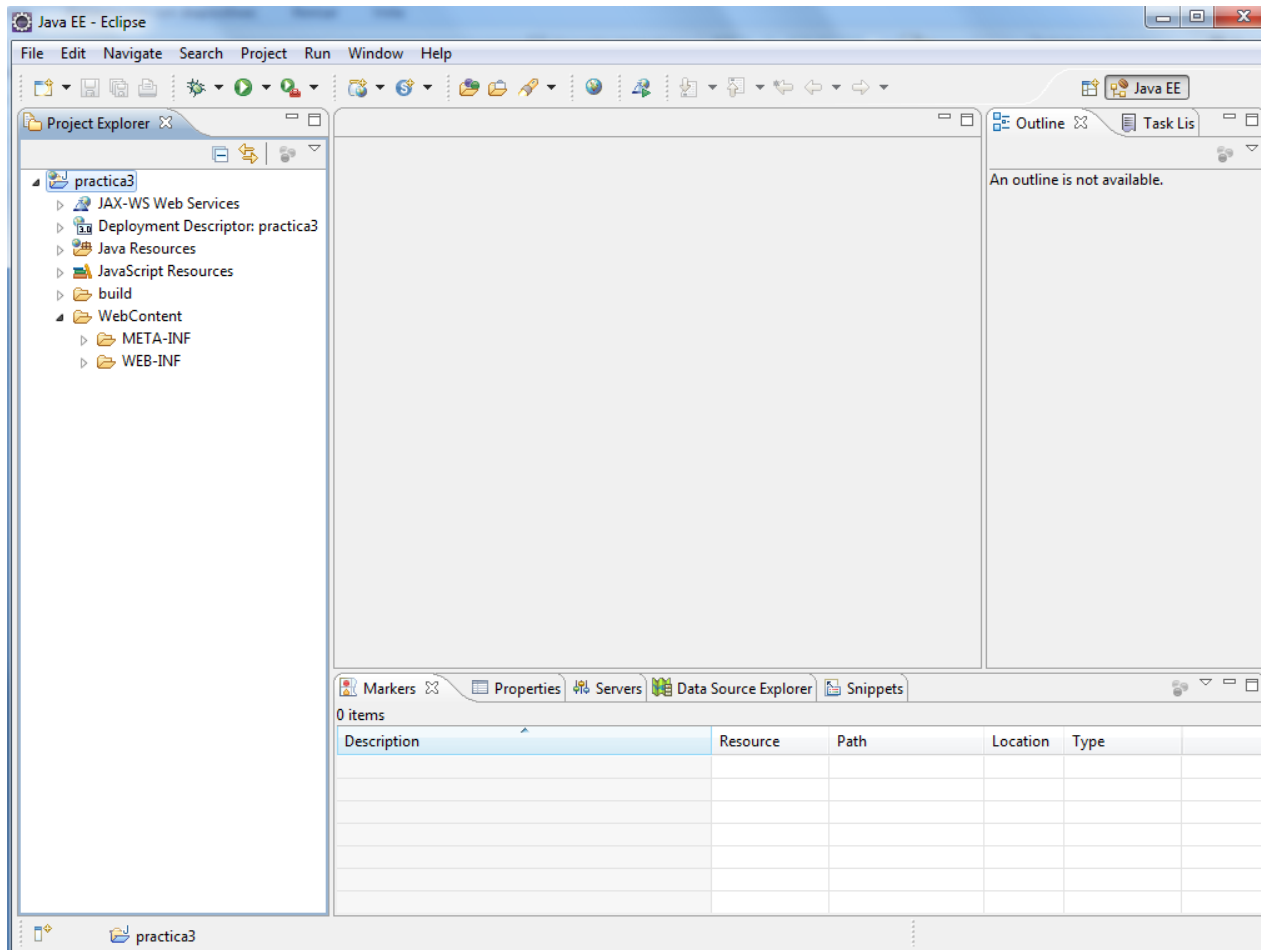 Java EE - Eclipse
File Edit Navigate Search Project Run Window Help
Java EE
Project Explorer
practica3
JAX-WS Web Services
3.0 Deployment Descriptor: practica3
Java Resources
JavaScript Resources
build
WebContent
META-INF
WEB-INF
Outline Task Lis
An outline is not available.
Markers Properties Servers Data Source Explorer Snippets
0 items
Description Resource Path Location Type
practica3